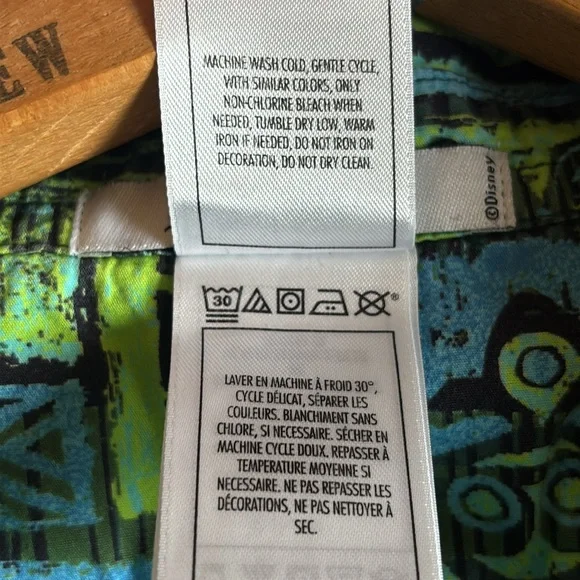 EW
MACHINE WASH COLD, GENTLE CYCLE,
WITH SIMILAR COLORS, ONLY
NON-CHLORINE BLEACH WHEN
NEEDED, TUMBLE DRY LOW, WARM
IRON IF NEEDED, DO NOT IRON ON
DECORATION, DO NOT DRY CLEAN.
©Disney
30
®
LAVER EN MACHINE À FROID 30°,
CYCLE DÉLICAT, SÉPARER LES
COULEURS. BLANCHIMENT SANS
CHLORE, SI NECESSAIRE. SÉCHER EN
MACHINE CYCLE DOUX. REPASSER À
TEMPERATURE MOYENNE SI
NECESSAIRE. NE PAS REPASSER LES
DÉCORATIONS, NE PAS NETTOYER À
SEC.